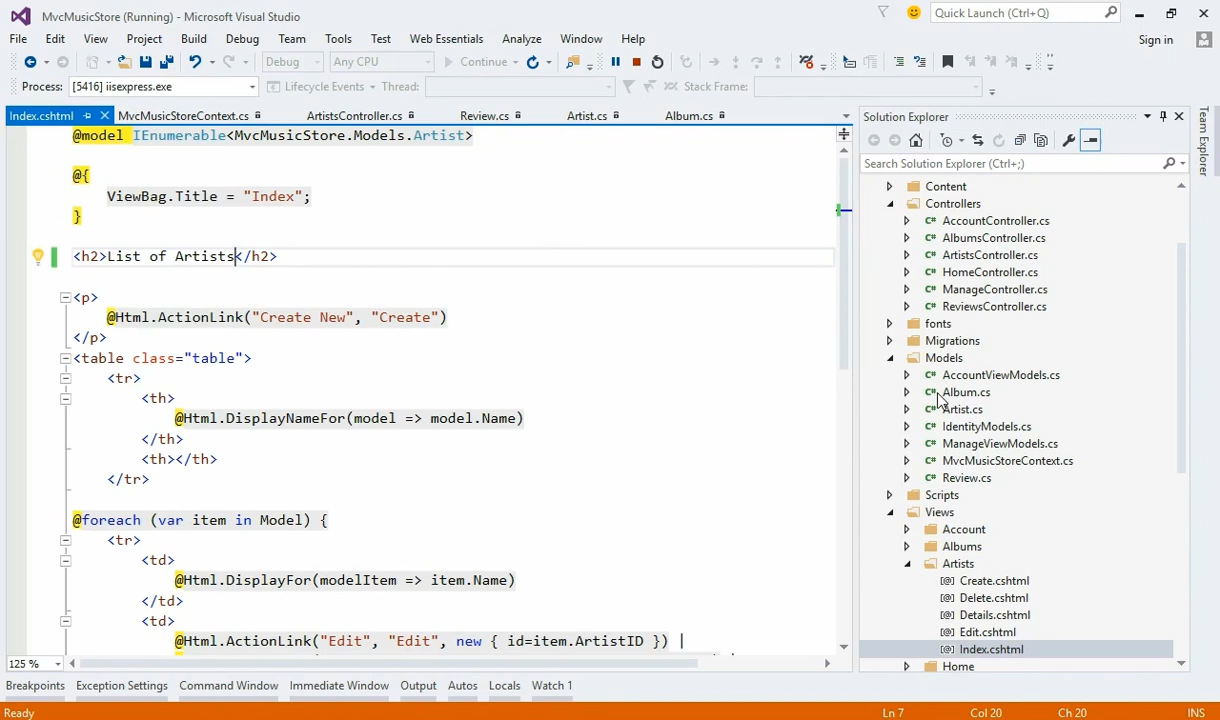 MvcMusicStore (Running) - Microsoft Visual Studio
Quick Launch (Ctrl+Q)
File Edit View Project Build Debug Team Tools Test Web Essentials Analyze Window Help
Sign in
Debug Any CPU Continue
Process: [5416] iisexpress.exe Lifecycle Events Thread: Stack Frame:
Index.cshtml MvcMusicStoreContext.cs ArtistsController.cs Review.cs Artist.cs Album.cs
@model IEnumerable<MvcMusicStore.Models.Artist>
@{
ViewBag.Title = "Index";
}
<h2>List of Artists</h2>
<p>
@Html.ActionLink("Create New", "Create")
</p>
<table class="table">
<tr>
<th>
@Html.DisplayNameFor(model => model.Name)
</th>
<th></th>
</tr>
@foreach (var item in Model) {
<tr>
<td>
@Html.DisplayFor(modelItem => item.Name)
</td>
<td>
@Html.ActionLink("Edit", "Edit", new { id=item.ArtistID }) |
125 %
Solution Explorer
Search Solution Explorer (Ctrl+;)
Content
Controllers
C# AccountController.cs
C# AlbumsController.cs
C# ArtistsController.cs
C# HomeController.cs
C# ManageController.cs
C# ReviewsController.cs
fonts
Migrations
Models
C# AccountViewModels.cs
C# Album.cs
C# Artist.cs
C# IdentityModels.cs
C# ManageViewModels.cs
C# MvcMusicStoreContext.cs
C# Review.cs
Scripts
Views
Account
Albums
Artists
[@] Create.cshtml
[@] Delete.cshtml
[@] Details.cshtml
[@] Edit.cshtml
[@] Index.cshtml
Home
Team Explorer
Breakpoints Exception Settings Command Window Immediate Window Output Autos Locals Watch 1
Ready Ln 7 Col 20 Ch 20 INS